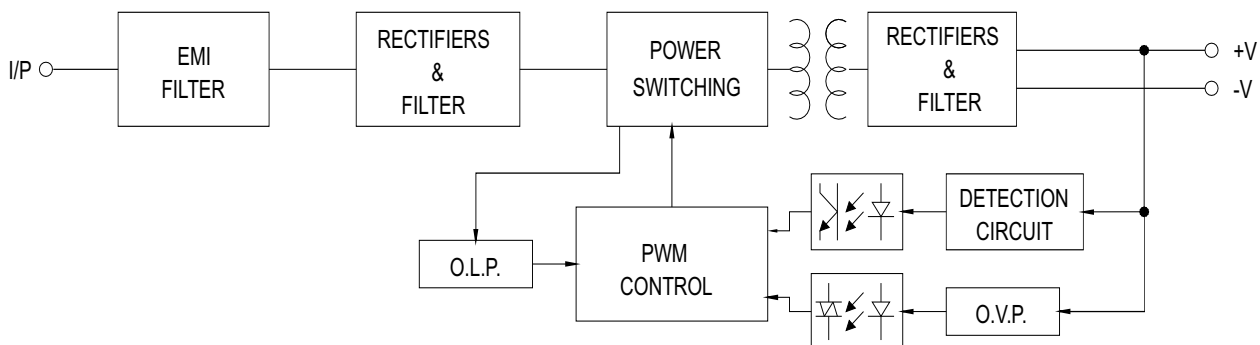 I/P
EMI
FILTER
RECTIFIERS
&
FILTER
POWER
SWITCHING
RECTIFIERS
&
FILTER
+V
-V
O.L.P.
PWM
CONTROL
DETECTION
CIRCUIT
O.V.P.